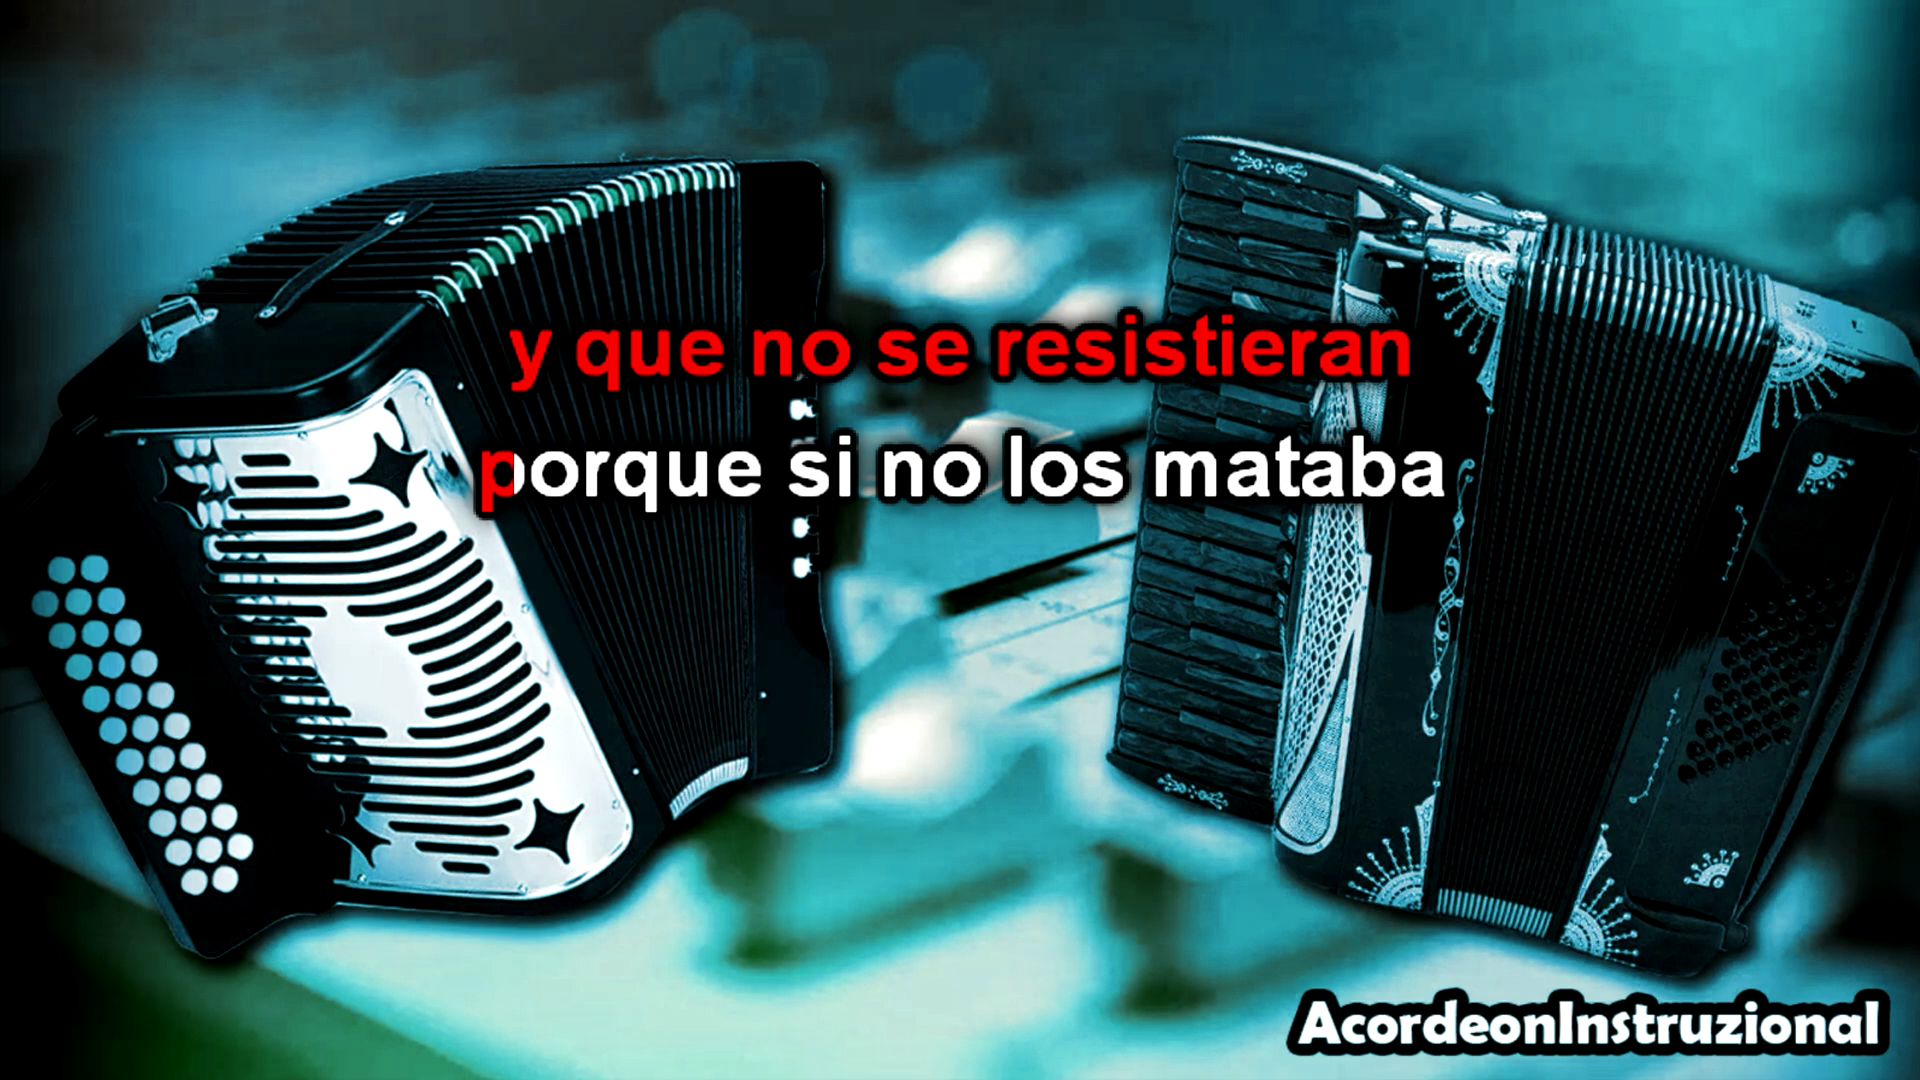 y que no se resistieran
porque si no los mataba
AcordeonInstruzional